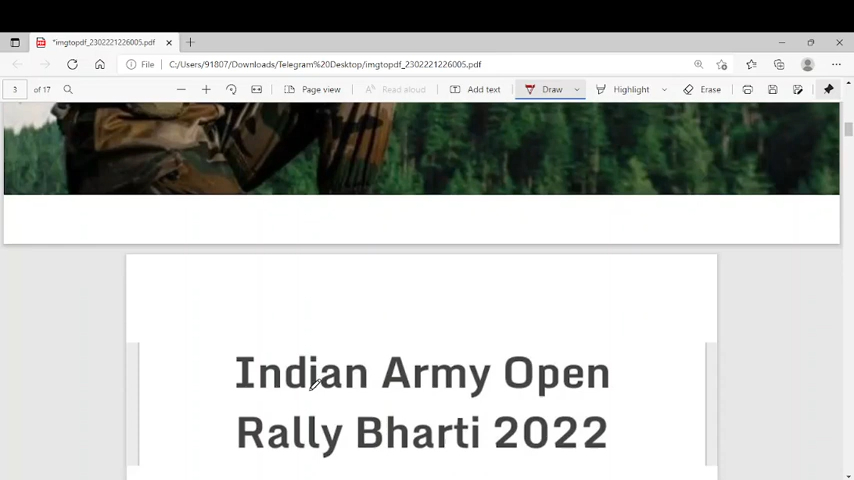 *imgtopdf_2302221226005.pdf
File C:/Users/91807/Downloads/Telegram%20Desktop/imgtopdf_2302221226005.pdf
3 of 17 Page view Read aloud Add text Draw Highlight Erase
Indian Army Open
Rally Bharti 2022